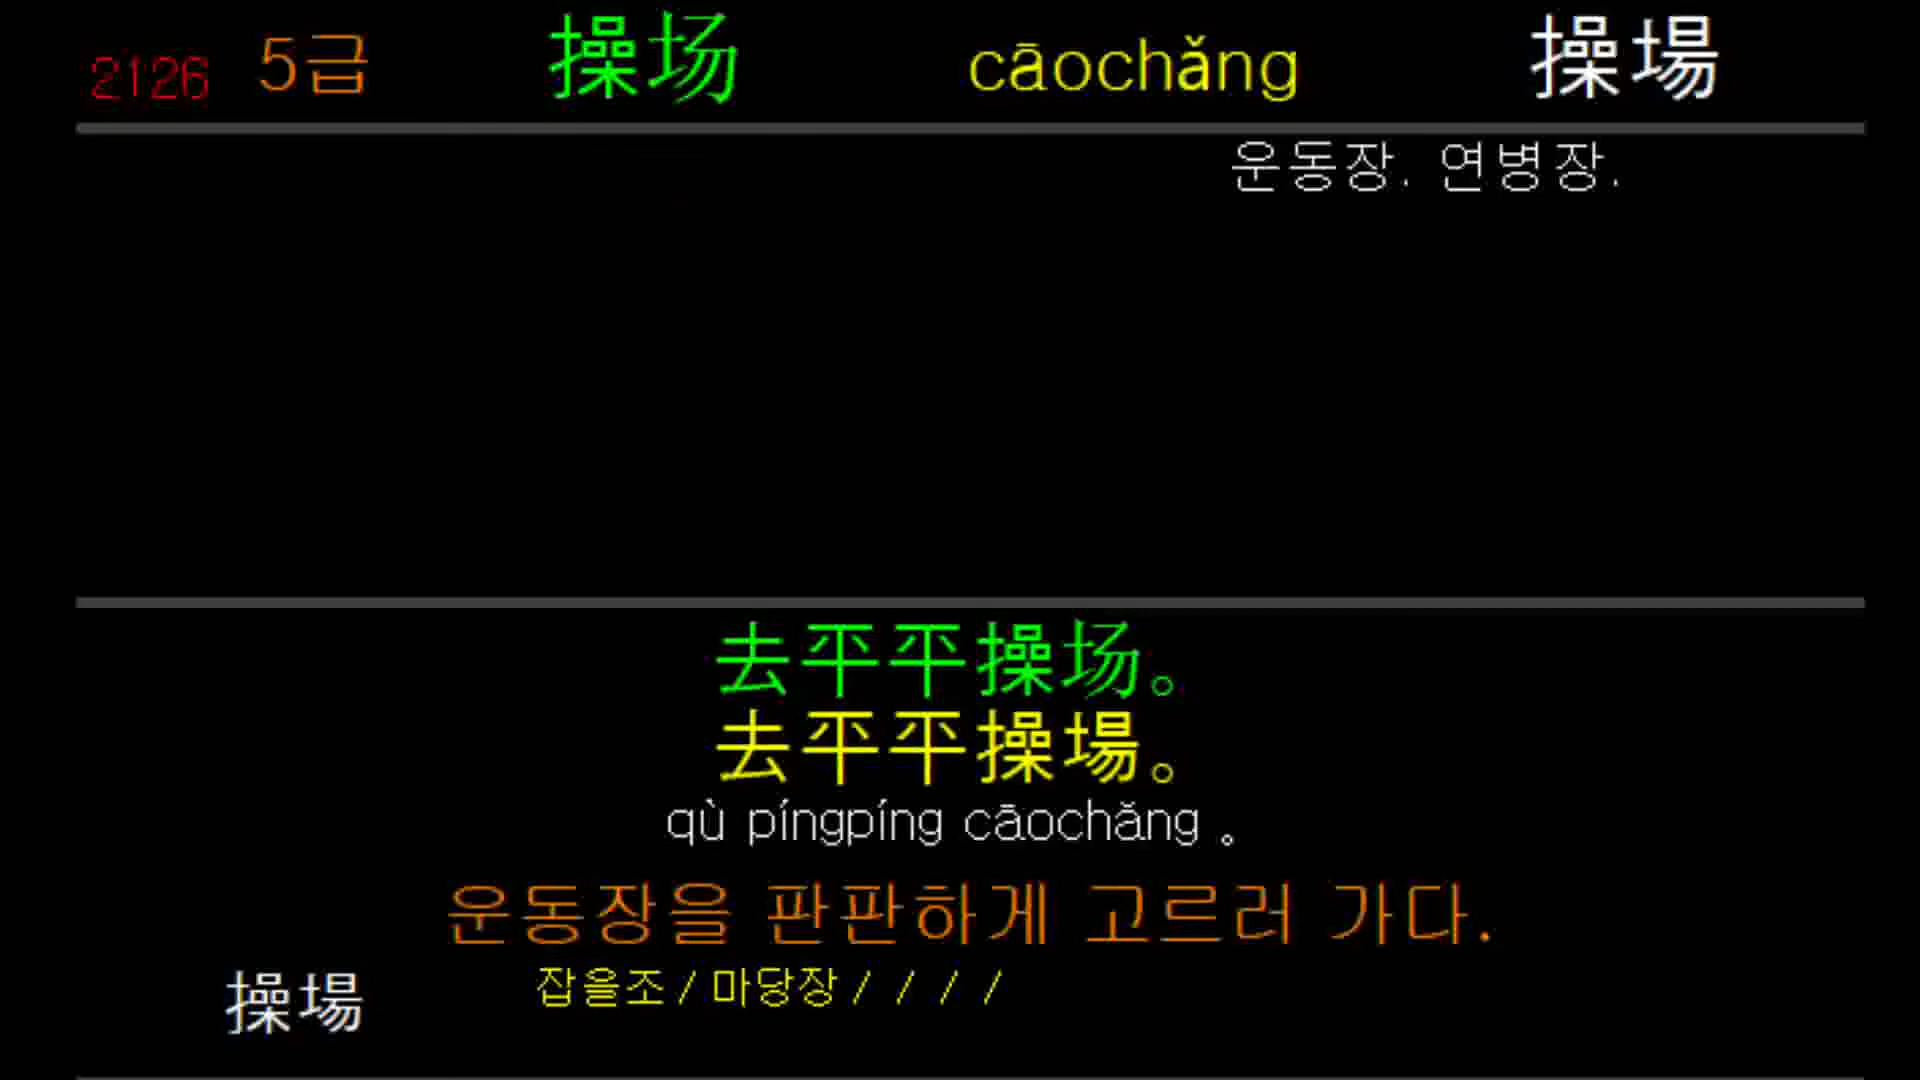 2126 5급 操场 cāochǎng 操場
운동장. 연병장.
去平平操场。
去平平操場。
qù píngpíng cāochǎng 。
운동장을 판판하게 고르러 가다.
操場 잡을조/마당장/ / / /